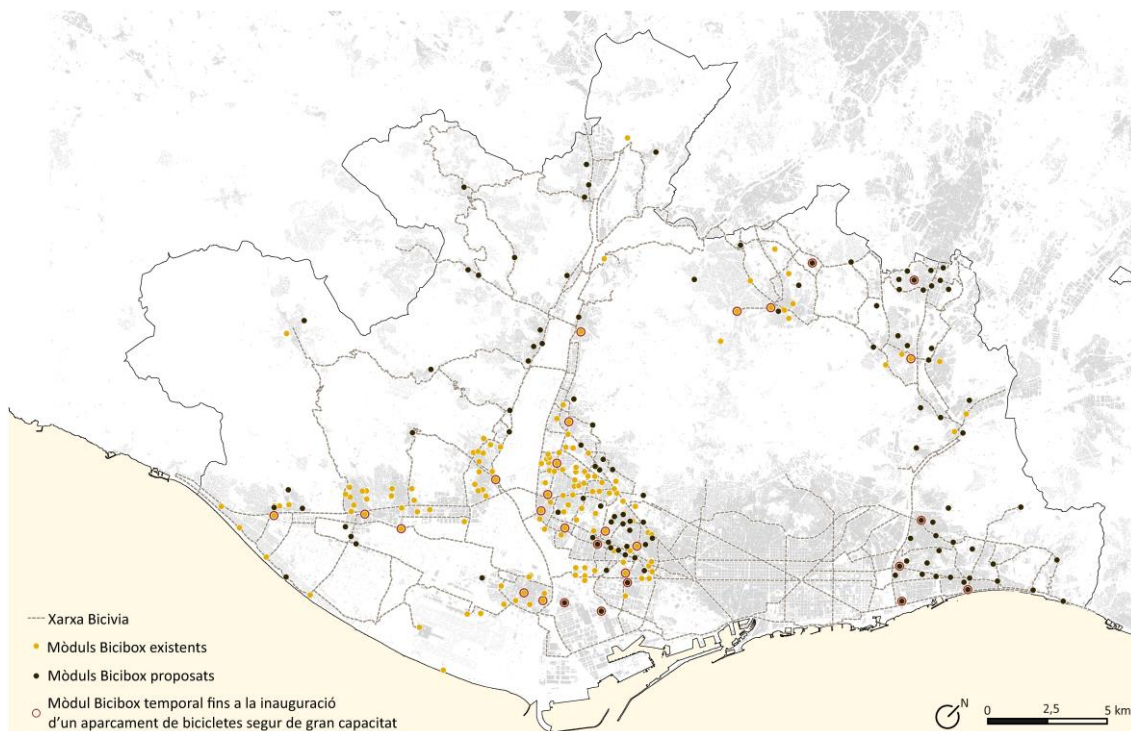 Xarxa Bicivia
Mòduls Bicibox existents
Mòduls Bicibox proposats
Mòdul Bicibox temporal fins a la inauguració
d'un aparcament de bicicletes segur de gran capacitat
N
0 2,5 5 km